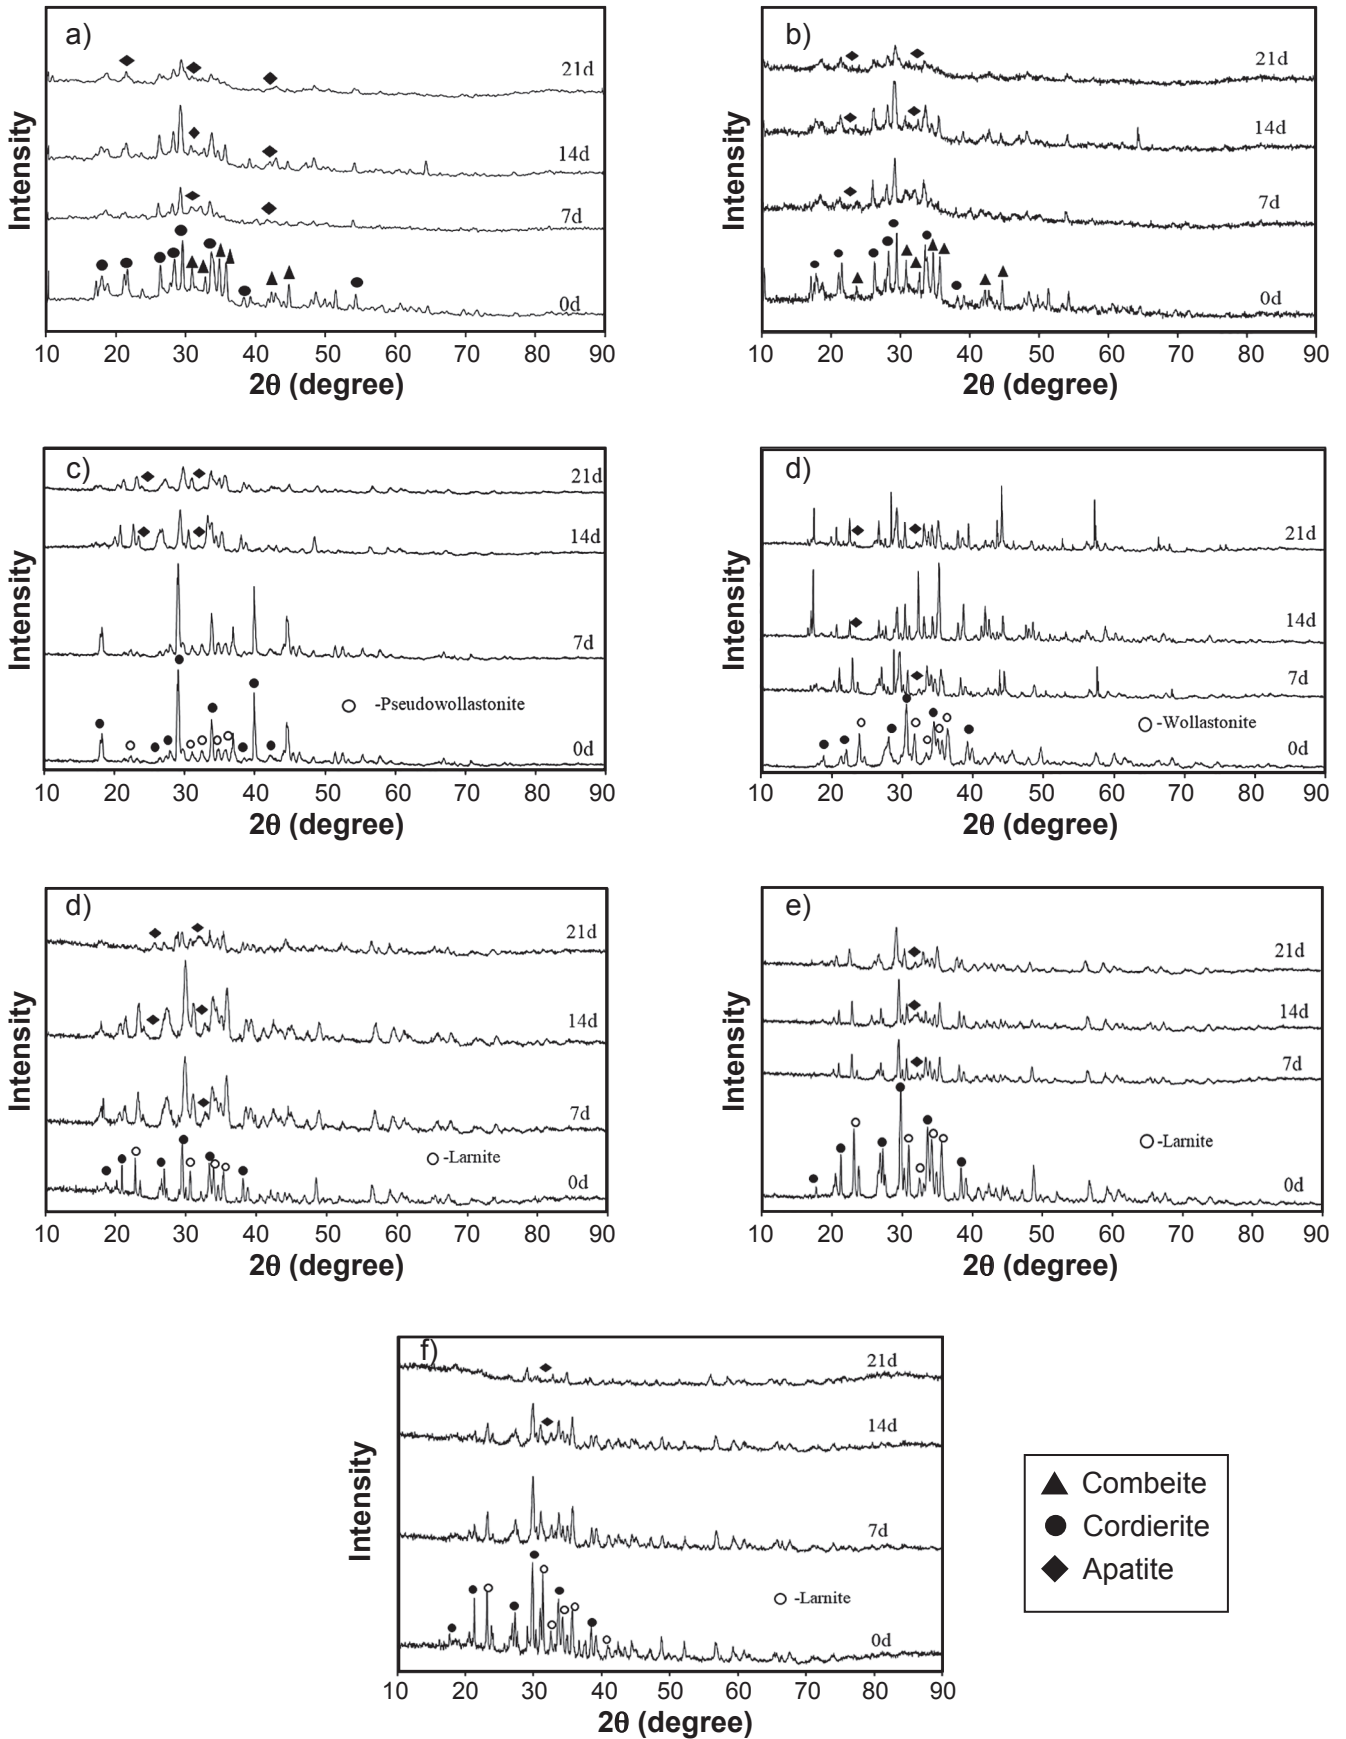 a)
21d
14d
7d
0d
Intensity
10 20 30 40 50 60 70 80 90
2θ (degree)
b)
21d
14d
7d
0d
Intensity
10 20 30 40 50 60 70 80 90
2θ (degree)
c)
21d
14d
7d
-Pseudowollastonite
0d
Intensity
10 20 30 40 50 60 70 80 90
2θ (degree)
d)
21d
14d
7d
-Wollastonite
0d
Intensity
10 20 30 40 50 60 70 80 90
2θ (degree)
d)
21d
14d
7d
-Larnite
0d
Intensity
10 20 30 40 50 60 70 80 90
2θ (degree)
e)
21d
14d
7d
-Larnite
0d
Intensity
10 20 30 40 50 60 70 80 90
2θ (degree)
f)
21d
14d
7d
-Larnite
0d
Intensity
10 20 30 40 50 60 70 80 90
2θ (degree)
Combeite
Cordierite
Apatite